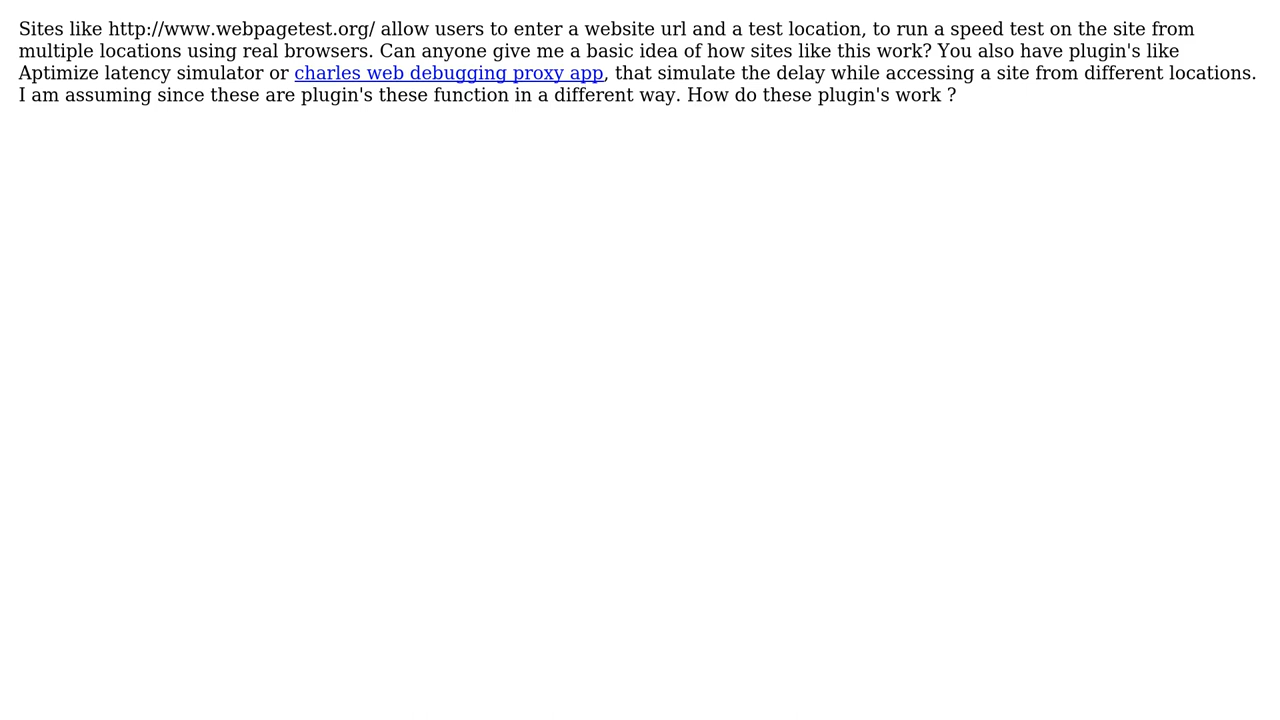 Sites like http://www.webpagetest.org/ allow users to enter a website url and a test location, to run a speed test on the site from
multiple locations using real browsers. Can anyone give me a basic idea of how sites like this work? You also have plugin's like
Aptimize latency simulator or charles web debugging proxy app, that simulate the delay while accessing a site from different locations.
I am assuming since these are plugin's these function in a different way. How do these plugin's work ?